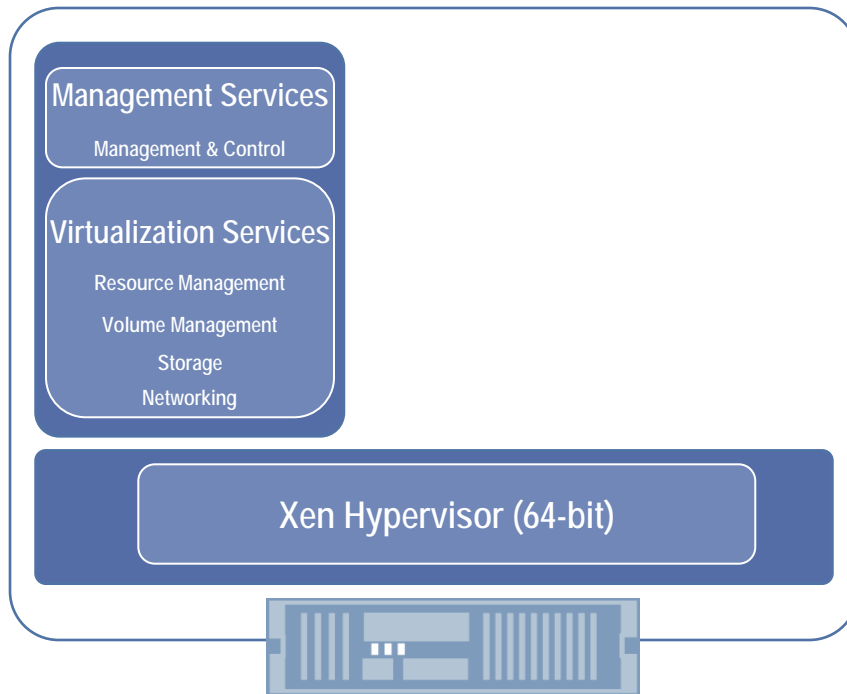 Management Services
Management & Control
Virtualization Services
Resource Management
Volume Management
Storage
Networking
Xen Hypervisor (64-bit)